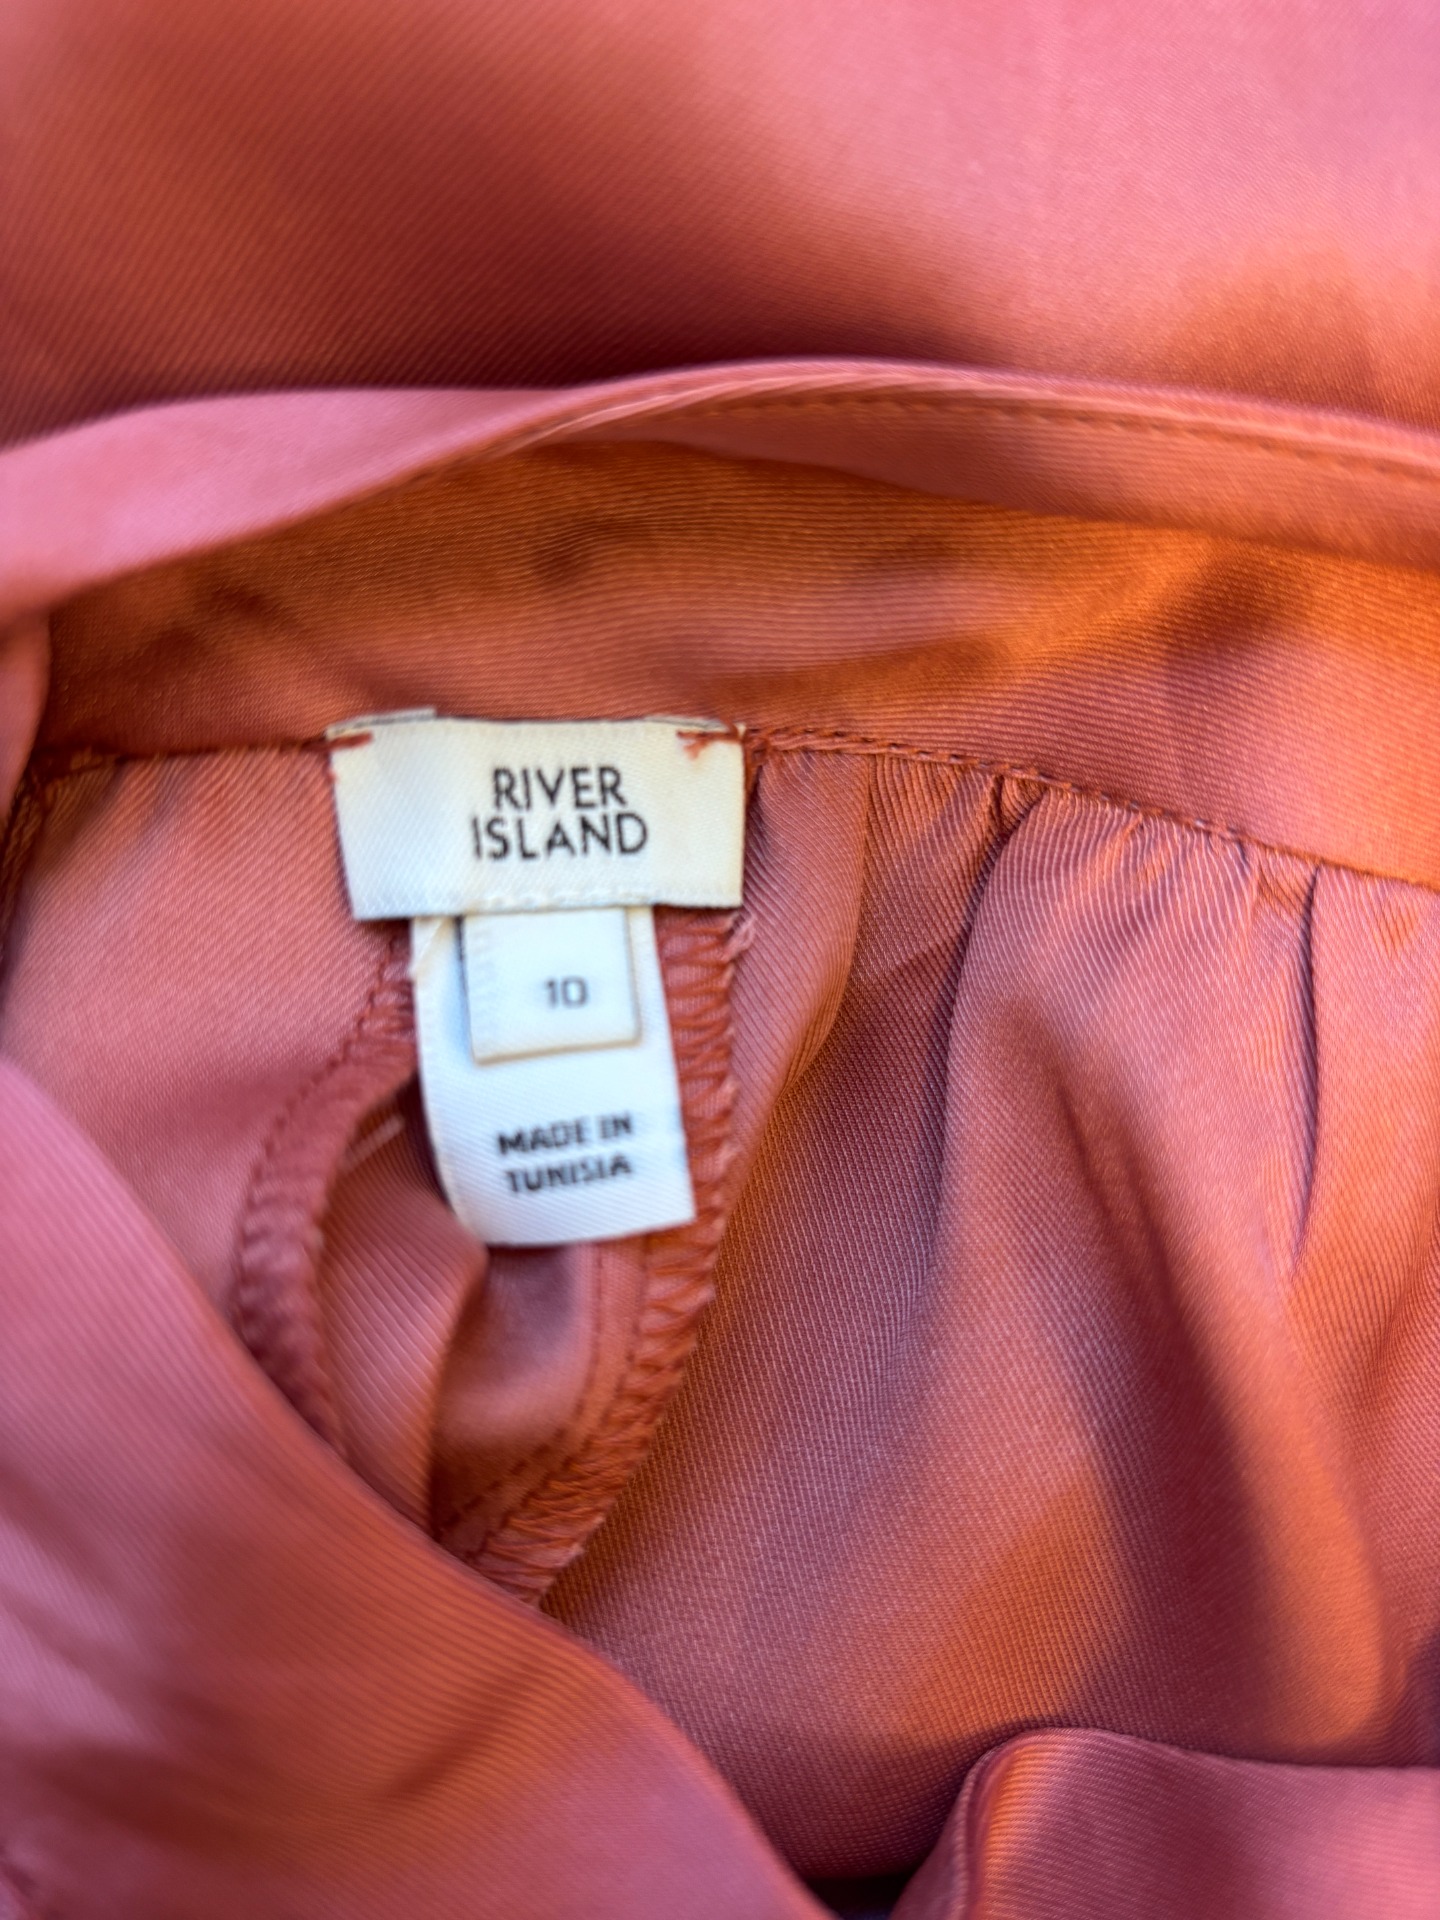 RIVER
ISLAND
10
MADE IN
TUNISIA